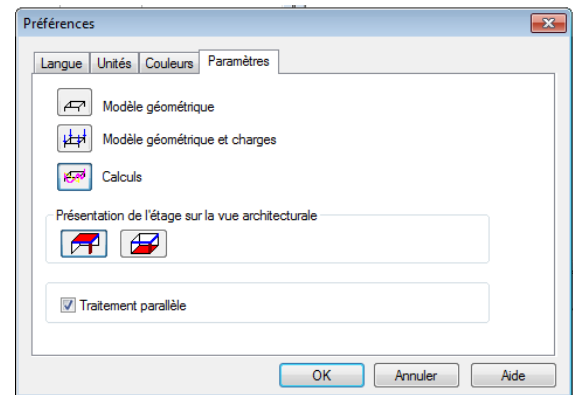 Préférences
Langue Unités Couleurs Paramètres
Modèle géométrique
Modèle géométrique et charges
Calculs
Présentation de l'étage sur la vue architecturale
Traitement parallèle
OK Annuler Aide